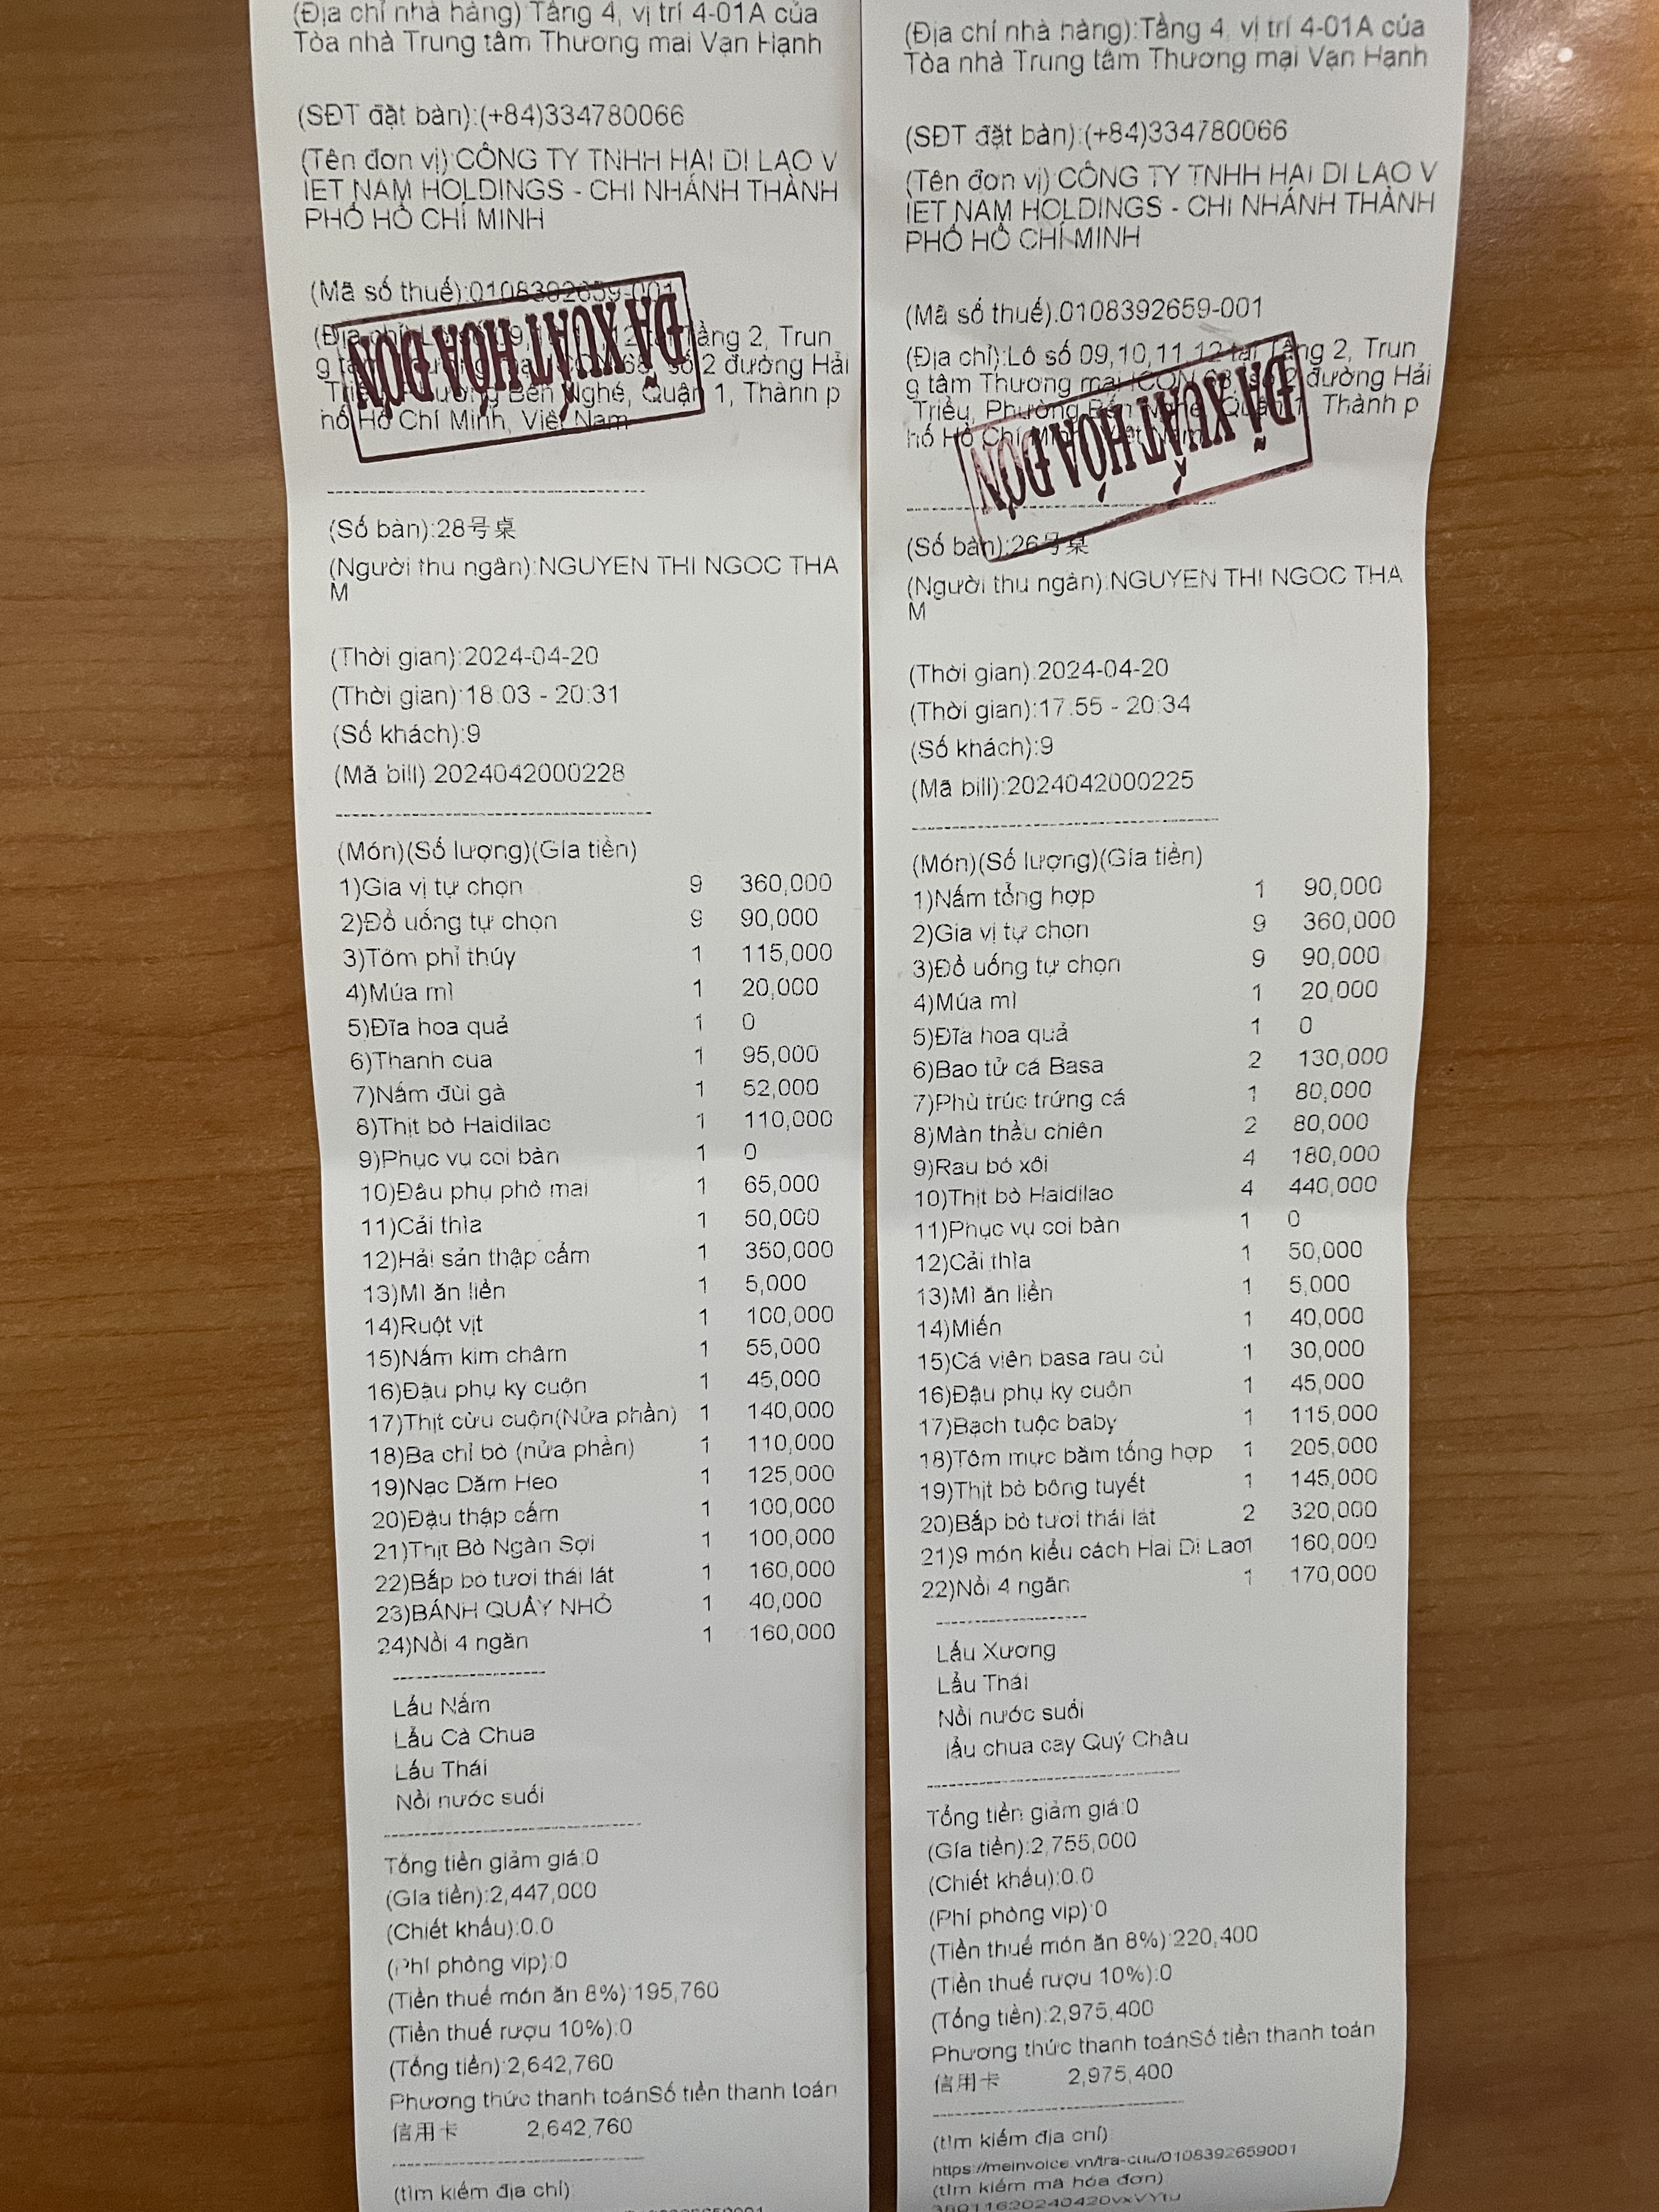 (Địa chỉ nhà hàng):Tầng 4, vị trí 4-01A của
Tòa nhà Trung tâm Thương mại Vạn Hạnh
(SĐT đặt bàn):(+84)334780066
(Tên đơn vị):CÔNG TY TNHH HAI DI LAO V
IET NAM HOLDINGS - CHI NHÁNH THÀNH
PHỐ HỒ CHÍ MINH
(Mã số thuế):0108392659-001
ĐÃ XUẤT HÓA ĐƠN
(Địa chỉ):Lô số 09, 12 tại Tầng 2, Trun
g số 2 đường Hải
Bến Nghé, Quận 1, Thành p
hố Hồ Chí Minh, Việt Nam
(Số bàn):28号桌
(Người thu ngân):NGUYEN THI NGOC THA
M
(Thời gian):2024-04-20
(Thời gian):18:03 - 20:31
(Số khách):9
(Mã bill):2024042000228
(Món)(Số lượng)(Gía tiền)
1)Gia vị tự chọn 9 360,000
2)Đồ uống tự chọn 9 90,000
3)Tôm phỉ thúy 1 115,000
4)Múa mì 1 20,000
5)Đĩa hoa quả 1 0
6)Thanh cua 1 95,000
7)Nấm đùi gà 1 52,000
8)Thịt bò Haidilao 1 110,000
9)Phục vụ coi bàn 1 0
10)Đâu phụ phô mai 1 65,000
11)Cải thìa 1 50,000
12)Hải sản thập cẩm 1 350,000
13)Mì ăn liền 1 5,000
14)Ruột vịt 1 100,000
15)Nấm kim châm 1 55,000
16)Đậu phụ ky cuộn 1 45,000
17)Thịt cừu cuộn(Nửa phần) 1 140,000
18)Ba chỉ bò (nửa phần) 1 110,000
19)Nạc Dăm Heo 1 125,000
20)Đậu thập cẩm 1 100,000
21)Thịt Bò Ngàn Sợi 1 100,000
22)Bắp bò tươi thái lát 1 160,000
23)BÁNH QUẨY NHỎ 1 40,000
24)Nồi 4 ngăn 1 160,000
Lẩu Nấm
Lẩu Cà Chua
Lẩu Thái
Nồi nước suối
Tổng tiền giảm giá:0
(Gía tiền):2,447,000
(Chiết khấu):0.0
(Phí phòng vip):0
(Tiền thuế món ăn 8%):195,760
(Tiền thuế rượu 10%):0
(Tổng tiền):2,642,760
Phương thức thanh toánSố tiền thanh toán
信用卡 2,642,760
(tìm kiếm địa chỉ)
(Địa chỉ nhà hàng):Tầng 4, vị trí 4-01A của
Tòa nhà Trung tâm Thương mại Vạn Hạnh
(SĐT đặt bàn):(+84)334780066
(Tên đơn vị):CÔNG TY TNHH HAI DI LAO V
IET NAM HOLDINGS - CHI NHÁNH THÀNH
PHỐ HỒ CHÍ MINH
(Mã số thuế):0108392659-001
(Địa chỉ):Lô số 09,10,11,12 tại Tầng 2, Trun
g tâm Thương mại ICON 68, số 2 đường Hải
Triều, Phường Bến Nghé, Quận 1, Thành p
hố Hồ Chí
ĐÃ XUẤT HÓA ĐƠN
(Số bàn):26号桌
(Người thu ngân):NGUYEN THI NGOC THA
M
(Thời gian):2024-04-20
(Thời gian):17:55 - 20:34
(Số khách):9
(Mã bill):2024042000225
(Món)(Số lượng)(Gía tiền)
1)Nấm tổng hợp 1 90,000
2)Gia vị tự chọn 9 360,000
3)Đồ uống tự chọn 9 90,000
4)Múa mì 1 20,000
5)Đĩa hoa quả 1 0
6)Bao tử cá Basa 2 130,000
7)Phù trúc trứng cá 1 80,000
8)Màn thầu chiên 2 80,000
9)Rau bó xôi 4 180,000
10)Thịt bò Haidilao 4 440,000
11)Phục vụ coi bàn 1 0
12)Cải thìa 1 50,000
13)Mì ăn liền 1 5,000
14)Miến 1 40,000
15)Cá viên basa rau củ 1 30,000
16)Đậu phụ ky cuộn 1 45,000
17)Bạch tuộc baby 1 115,000
18)Tôm mực băm tổng hợp 1 205,000
19)Thịt bò bông tuyết 1 145,000
20)Bắp bò tươi thái lát 2 320,000
21)9 món kiểu cách Hai Di Lao1 160,000
22)Nồi 4 ngăn 1 170,000
Lẩu Xương
Lẩu Thái
Nồi nước suối
lẩu chua cay Quý Châu
Tổng tiền giảm giá:0
(Gía tiền):2,755,000
(Chiết khấu):0.0
(Phí phòng vip):0
(Tiền thuế món ăn 8%):220,400
(Tiền thuế rượu 10%):0
(Tổng tiền):2,975,400
Phương thức thanh toánSố tiền thanh toán
信用卡 2,975,400
(tìm kiếm địa chỉ)
https://meinvoice.vn/tra-cuu/0108392659001
(tìm kiếm mã hóa đơn)